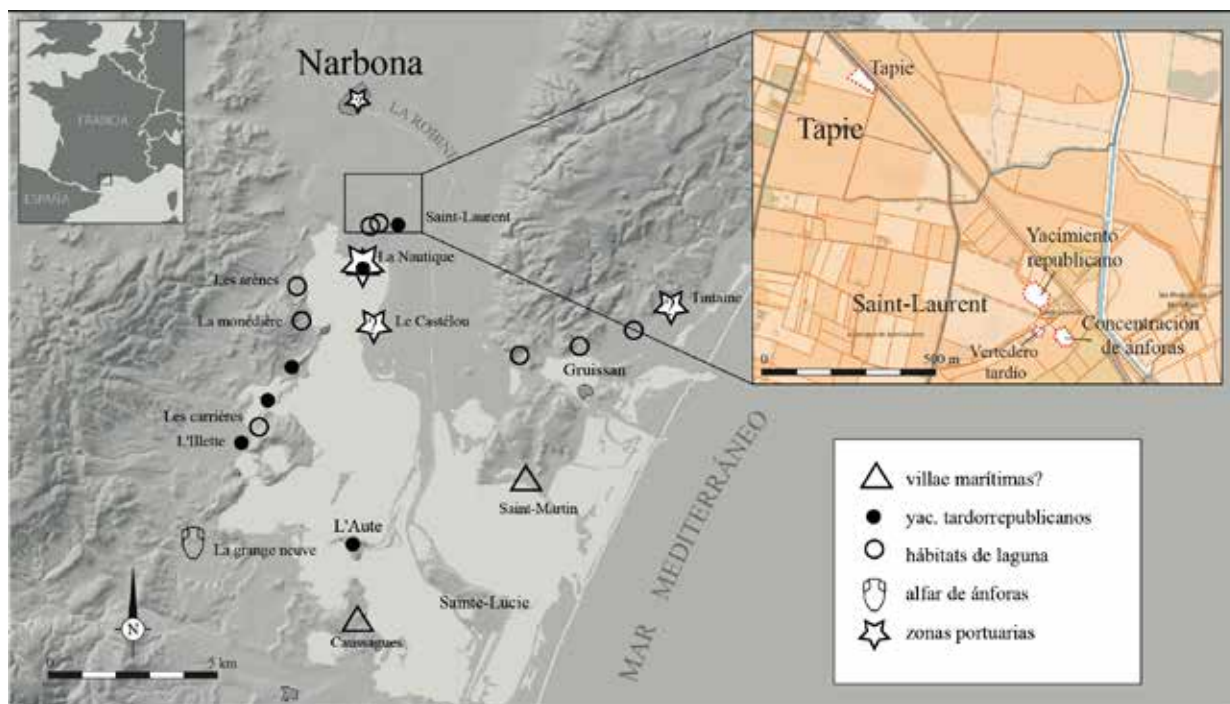 FRANCIA
ESPAÑA
Narbona
LA ROBINE
Saint-Laurent
La Nautique
Les arènes
La monédière
Le Castélou
Tintaine
Gruissan
Les carrières
L'Illette
Saint-Martin
L'Aute
La grange neuve
Sainte-Lucie
Caussagues
MAR MEDITERRÁNEO
N
0 5 km
Tapie
Tapie
Yacimiento
republicano
Saint-Laurent
Concentración
de ánforas
Vertedero
tardío
0 500 m
villae marítimas?
yac. tardorrepublicanos
hábitats de laguna
alfar de ánforas
zonas portuarias